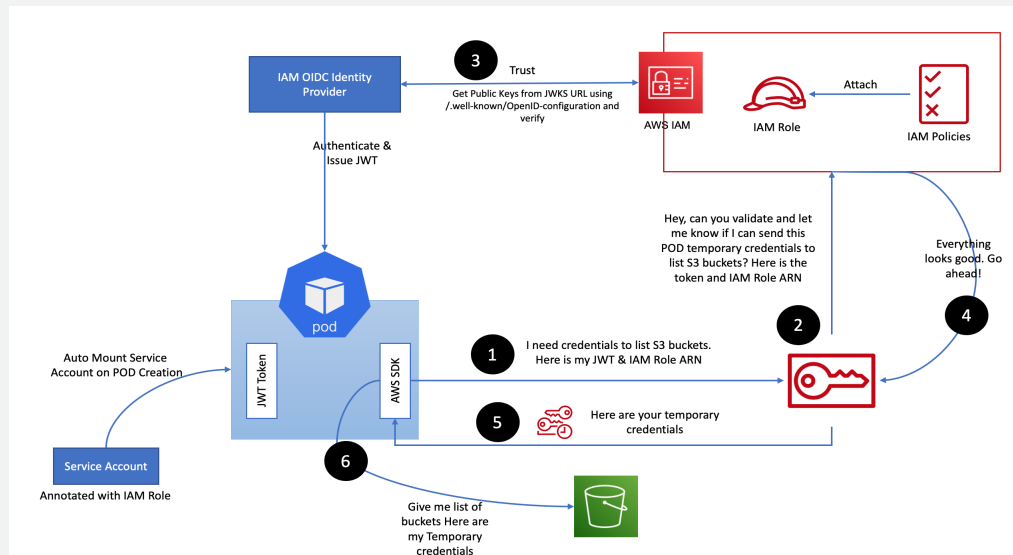 3
Trust
IAM OIDC Identity
Provider
Get Public Keys from JWKS URL using
/.well-known/OpenID-configuration and
verify
AWS IAM
Attach
IAM Role
IAM Policies
Authenticate &
Issue JWT
Hey, can you validate and let
me know if I can send this
POD temporary credentials to
list S3 buckets? Here is the
token and IAM Role ARN
Everything
looks good. Go
ahead!
pod
2
4
1
I need credentials to list S3 buckets.
Here is my JWT & IAM Role ARN
Auto Mount Service
Account on POD Creation
JWT Token
AWS SDK
5
Here are your temporary
credentials
6
Service Account
Annotated with IAM Role
Give me list of
buckets Here are
my Temporary
credentials